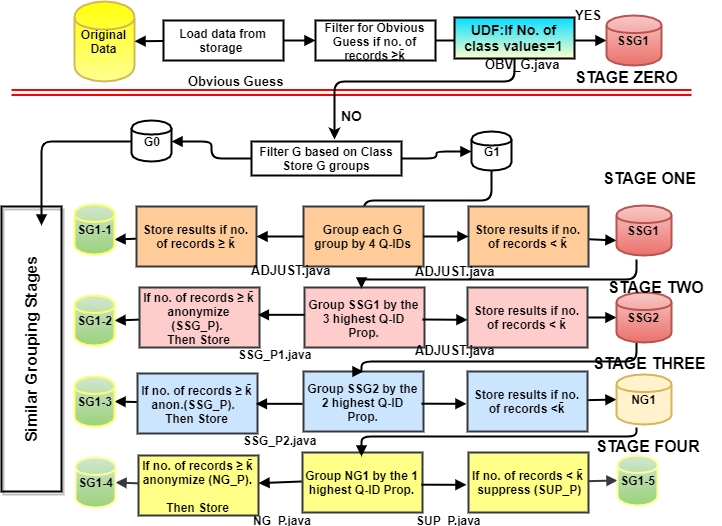 Original
Data
Load data from
storage
Filter for Obvious
Guess if no. of
records ≥k̄
UDF:If No. of
class values=1
YES
SSG1
OBV_G.java
STAGE ZERO
Obvious Guess
NO
G0
Filter G based on Class
Store G groups
G1
STAGE ONE
Similar Grouping Stages
SG1-1
Store results if no.
of records ≥ k̄
Group each G
group by 4 Q-IDs
Store results if no.
of records < k̄
SSG1
ADJUST.java
ADJUST.java
STAGE TWO
SG1-2
If no. of records ≥ k̄
anonymize
(SSG_P).
Then Store
Group SSG1 by the
3 highest Q-ID
Prop.
Store results if no.
of records < k̄
SSG2
SSG_P1.java
ADJUST.java
STAGE THREE
SG1-3
If no. of records ≥ k̄
anon.(SSG_P).
Then Store
Group SSG2 by the
2 highest Q-ID
Prop.
Store results if no.
of records <k̄
NG1
SSG_P2.java
STAGE FOUR
SG1-4
If no. of records ≥ k̄
anonymize (NG_P).
Then Store
Group NG1 by the 1
highest Q-ID Prop.
If no. of records < k̄
suppress (SUP_P)
SG1-5
NG_P.java
SUP_P.java